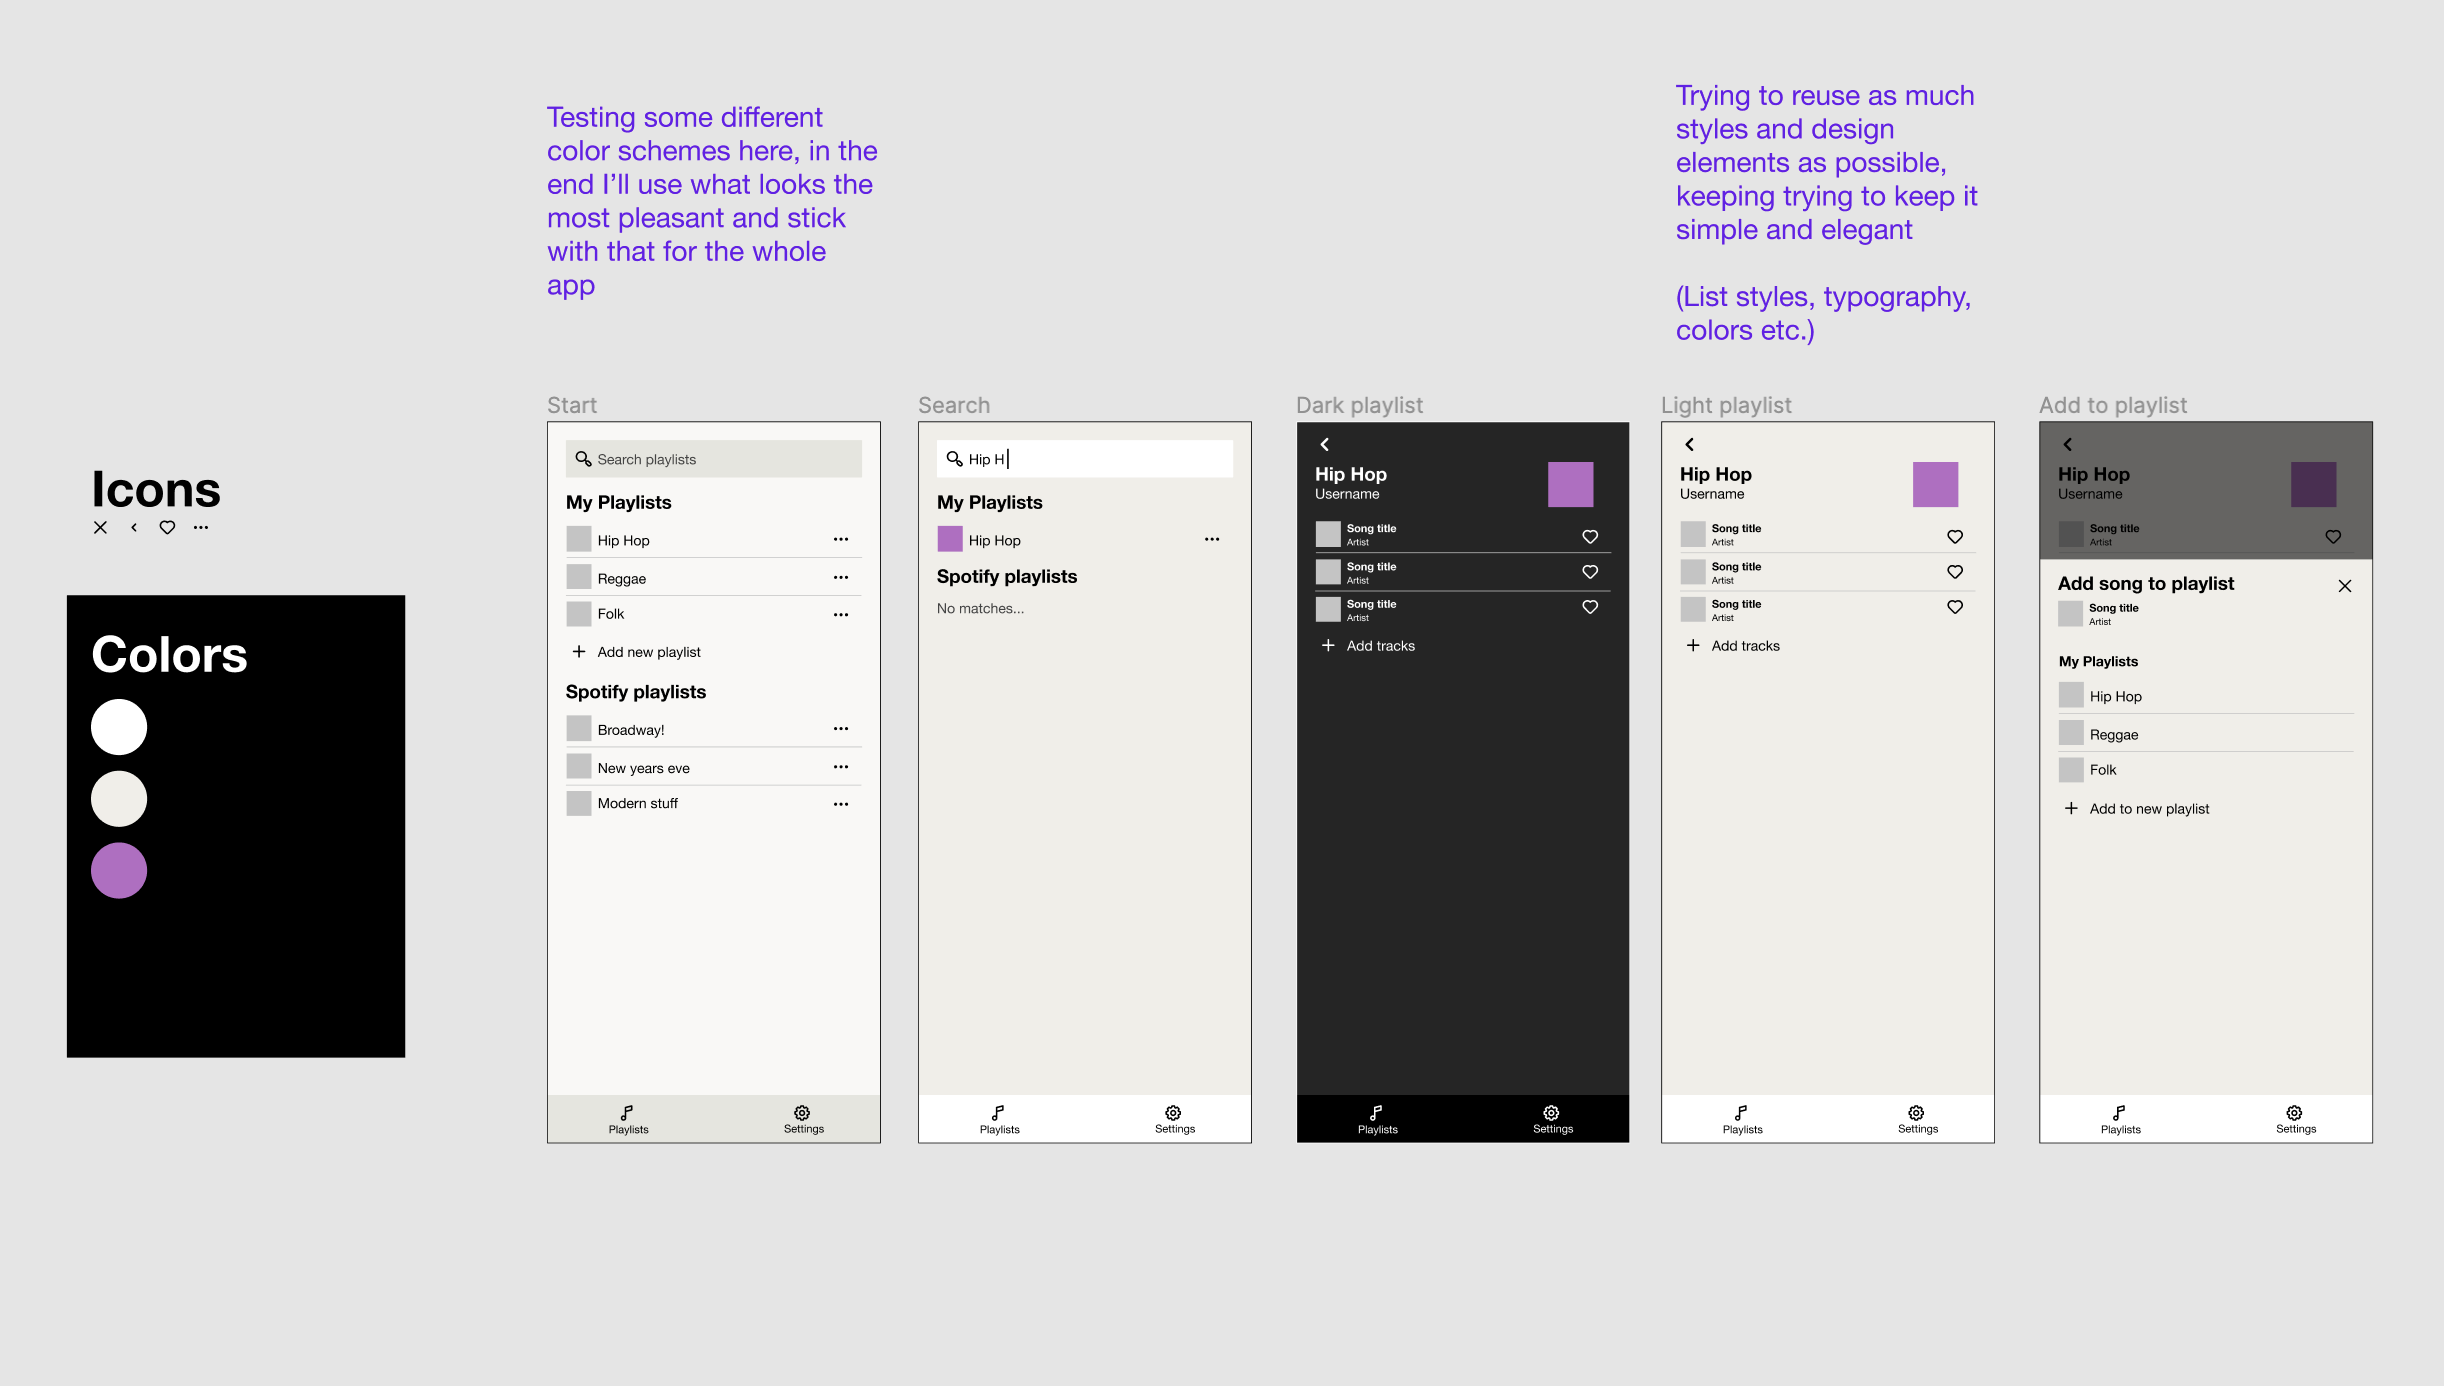 Testing some different
color schemes here, in the
end I'll use what looks the
most pleasant and stick
with that for the whole
app
Trying to reuse as much
styles and design
elements as possible,
keeping trying to keep it
simple and elegant
(List styles, typography,
colors etc.)
Icons
Colors
Start
Search playlists
My Playlists
Hip Hop
Reggae
Folk
Add new playlist
Spotify playlists
Broadway!
New years eve
Modern stuff
Playlists
Settings
Search
Hip H
My Playlists
Hip Hop
Spotify playlists
No matches...
Playlists
Settings
Dark playlist
Hip Hop
Username
Song title
Artist
Song title
Artist
Song title
Artist
Add tracks
Playlists
Settings
Light playlist
Hip Hop
Username
Song title
Artist
Song title
Artist
Song title
Artist
Add tracks
Playlists
Settings
Add to playlist
Hip Hop
Username
Song title
Artist
Add song to playlist
Song title
Artist
My Playlists
Hip Hop
Reggae
Folk
Add to new playlist
Playlists
Settings